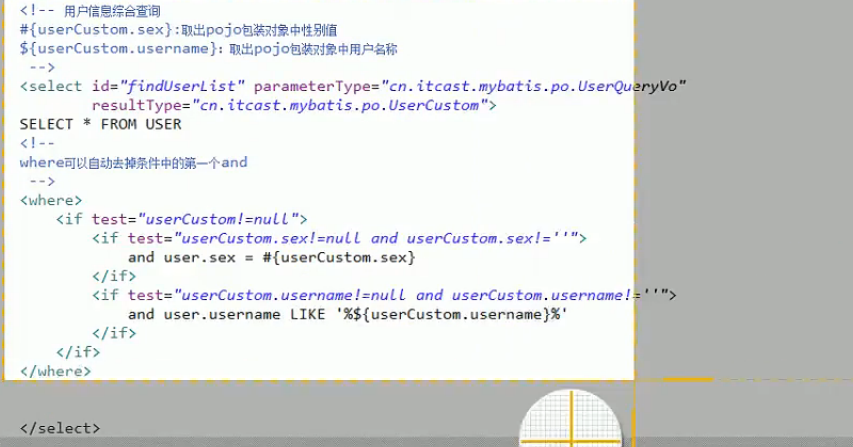 <!-- 用户信息综合查询
#{userCustom.sex}:取出pojo包装对象中性别值
${userCustom.username}：取出pojo包装对象中用户名称
-->
<select id="findUserList" parameterType="cn.itcast.mybatis.po.UserQueryVo"
resultType="cn.itcast.mybatis.po.UserCustom">
SELECT * FROM USER
<!--
where可以自动去掉条件中的第一个and
-->
<where>
<if test="userCustom!=null">
<if test="userCustom.sex!=null and userCustom.sex!=''">
and user.sex = #{userCustom.sex}
</if>
<if test="userCustom.username!=null and userCustom.username!=''">
and user.username LIKE '%${userCustom.username}%'
</if>
</if>
</where>
</select>